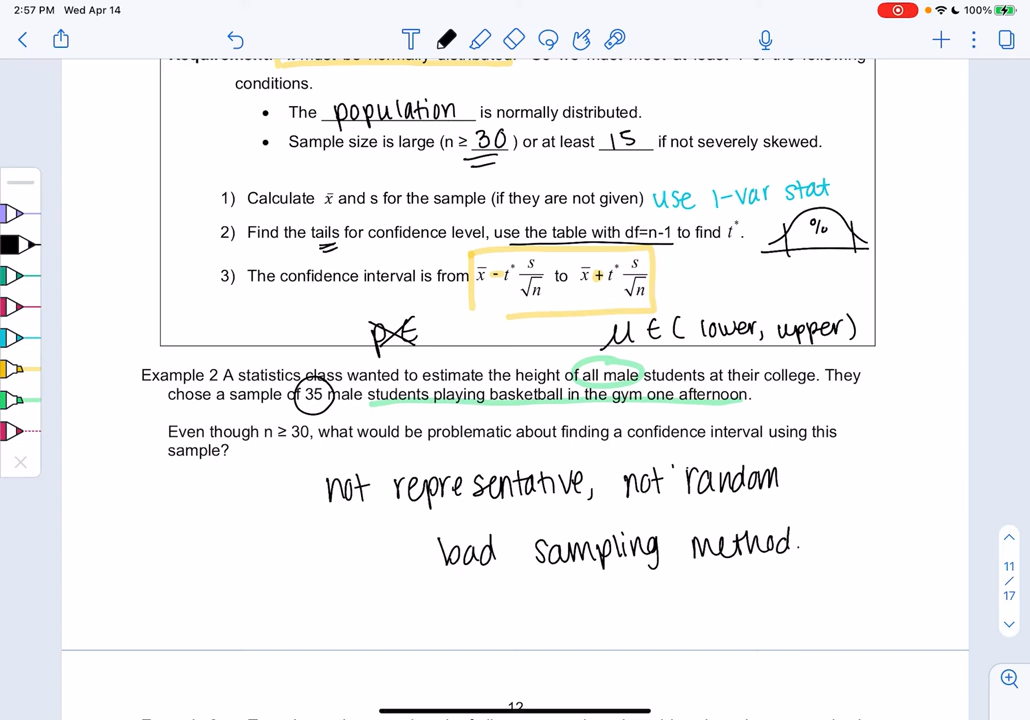 2:57 PM Wed Apr 14
100%
conditions.
• The population is normally distributed.
• Sample size is large (n ≥ 30) or at least 15 if not severely skewed.
1) Calculate x̄ and s for the sample (if they are not given) use 1-var stat
2) Find the tails for confidence level, use the table with df=n-1 to find t*.
%
3) The confidence interval is from x̄ - t* s/√n to x̄ + t* s/√n
p ∈
μ ∈ (lower, upper)
Example 2 A statistics class wanted to estimate the height of all male students at their college. They
chose a sample of 35 male students playing basketball in the gym one afternoon.
Even though n ≥ 30, what would be problematic about finding a confidence interval using this
sample?
not representative, not random
bad sampling method.
11
/
17
12